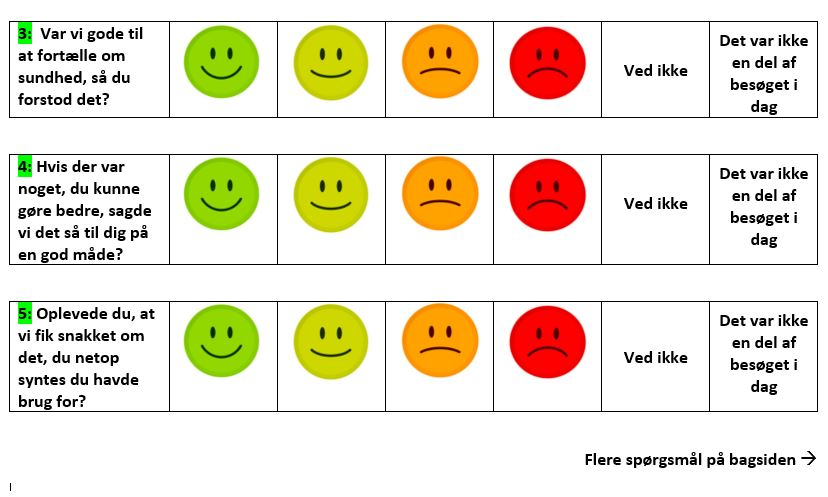 3: Var vi gode til
at fortælle om
sundhed, så du
forstod det?
Ved ikke
Det var ikke
en del af
besøget i
dag
4: Hvis der var
noget, du kunne
gøre bedre, sagde
vi det så til dig på
en god måde?
Ved ikke
Det var ikke
en del af
besøget i
dag
5: Oplevede du, at
vi fik snakket om
det, du netop
syntes du havde
brug for?
Ved ikke
Det var ikke
en del af
besøget i
dag
Flere spørgsmål på bagsiden →